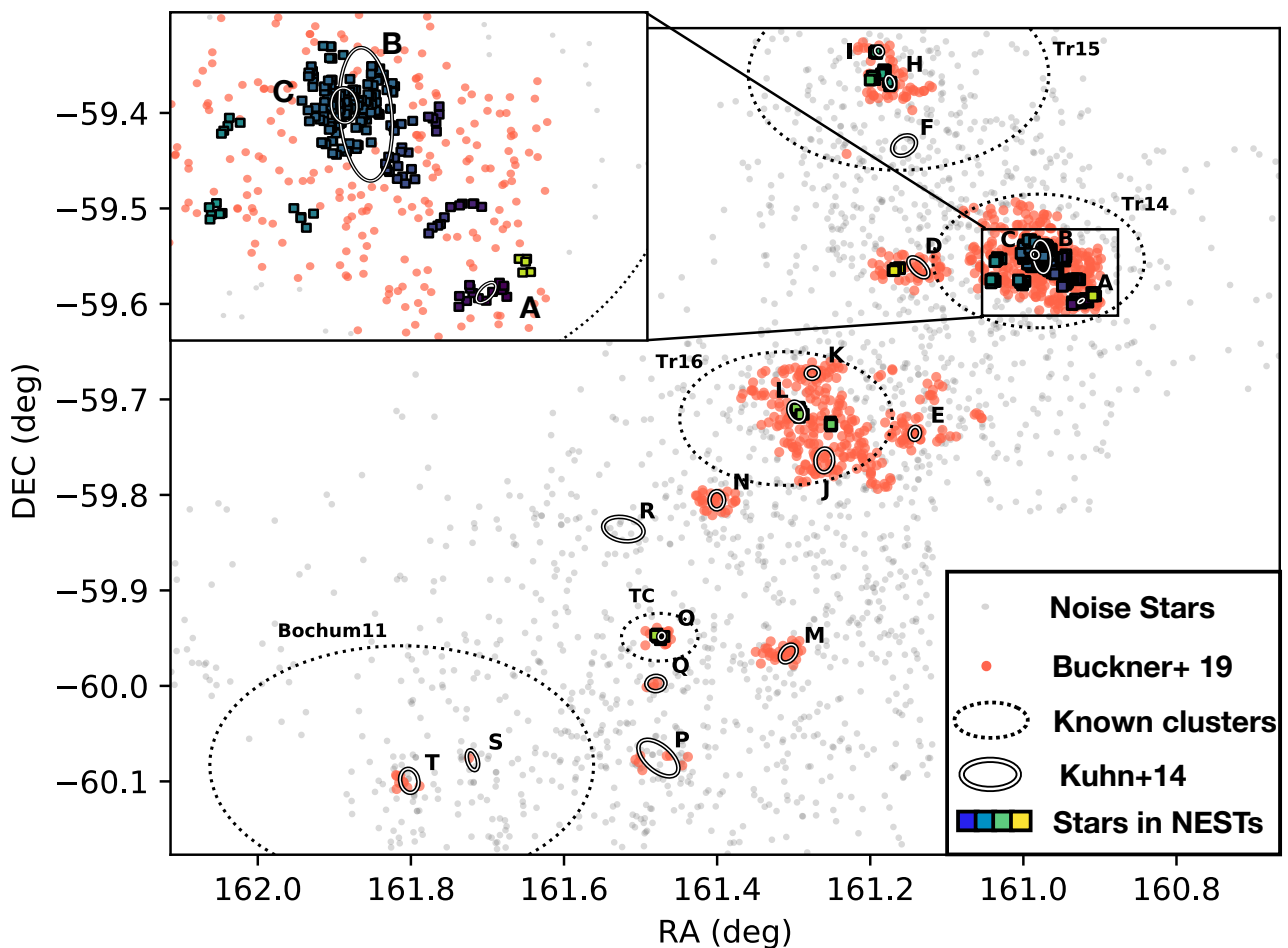 B
C
A
I
H
Tr15
F
Tr14
D
C
B
A
Tr16
K
L
E
J
N
R
TC
O
M
Q
Bochum11
S
T
P
Noise Stars
Buckner+ 19
Known clusters
Kuhn+14
Stars in NESTs
−59.4
−59.5
−59.6
−59.7
−59.8
−59.9
−60.0
−60.1
DEC (deg)
162.0 161.8 161.6 161.4 161.2 161.0 160.8
RA (deg)